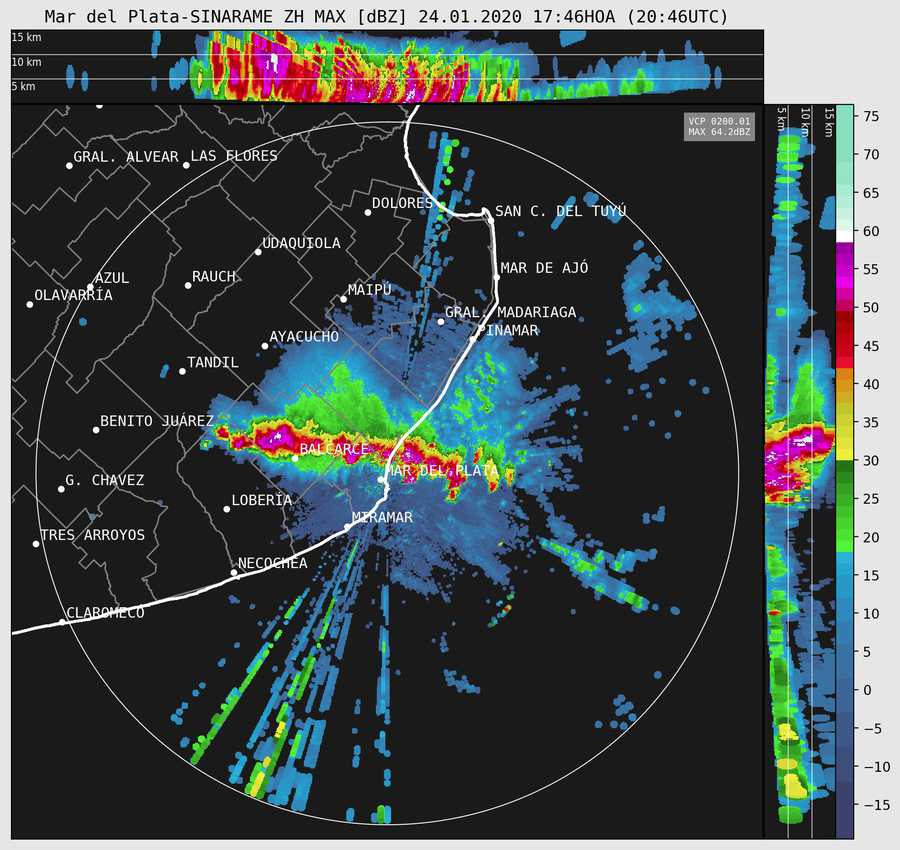 Mar del Plata-SINARAME ZH MAX [dBZ] 24.01.2020 17:46HOA (20:46UTC)
15 km
10 km
5 km
5 km
10 km
15 km
VCP 0200.01
MAX 64.2dBZ
GRAL. ALVEAR
LAS FLORES
DOLORES
SAN C. DEL TUYÚ
UDAQUIOLA
MAR DE AJÓ
AZUL
RAUCH
OLAVARRÍA
MAIPÚ
GRAL. MADARIAGA
PINAMAR
AYACUCHO
TANDIL
BENITO JUÁREZ
BALCARCE
MAR DEL PLATA
G. CHAVEZ
LOBERÍA
MIRAMAR
TRES ARROYOS
NECOCHEA
CLAROMECÓ
75
70
65
60
55
50
45
40
35
30
25
20
15
10
5
0
−5
−10
−15